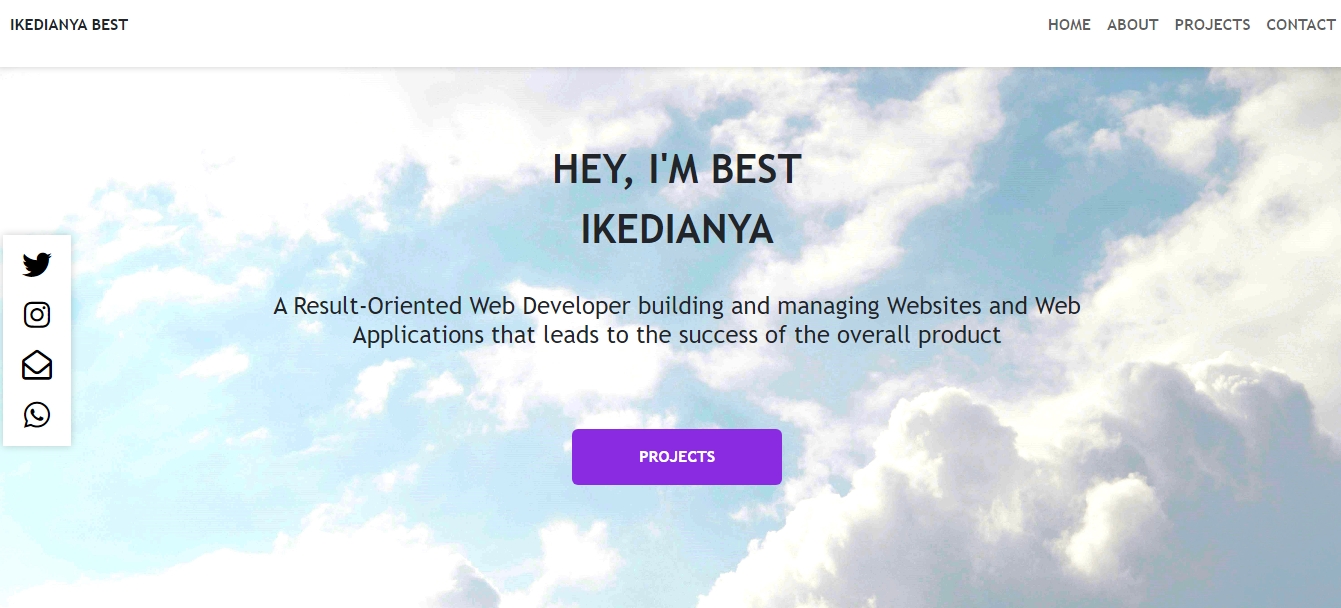 IKEDIANYA BEST
HOME ABOUT PROJECTS CONTACT
HEY, I'M BEST
IKEDIANYA
A Result-Oriented Web Developer building and managing Websites and Web
Applications that leads to the success of the overall product
PROJECTS